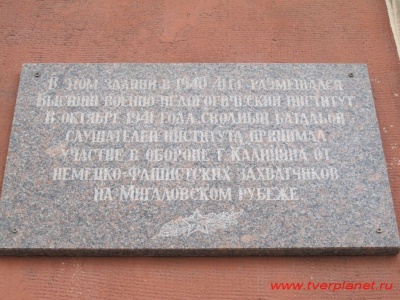 В этом здании в 1940-41 г.г. размещался
Высший военно-педагогический институт
В октябре 1941 года сводный батальон
слушателей института принимал
участие в обороне г. Калинина от
немецко-фашистских захватчиков
на Мигаловском рубеже
www.tverplanet.ru